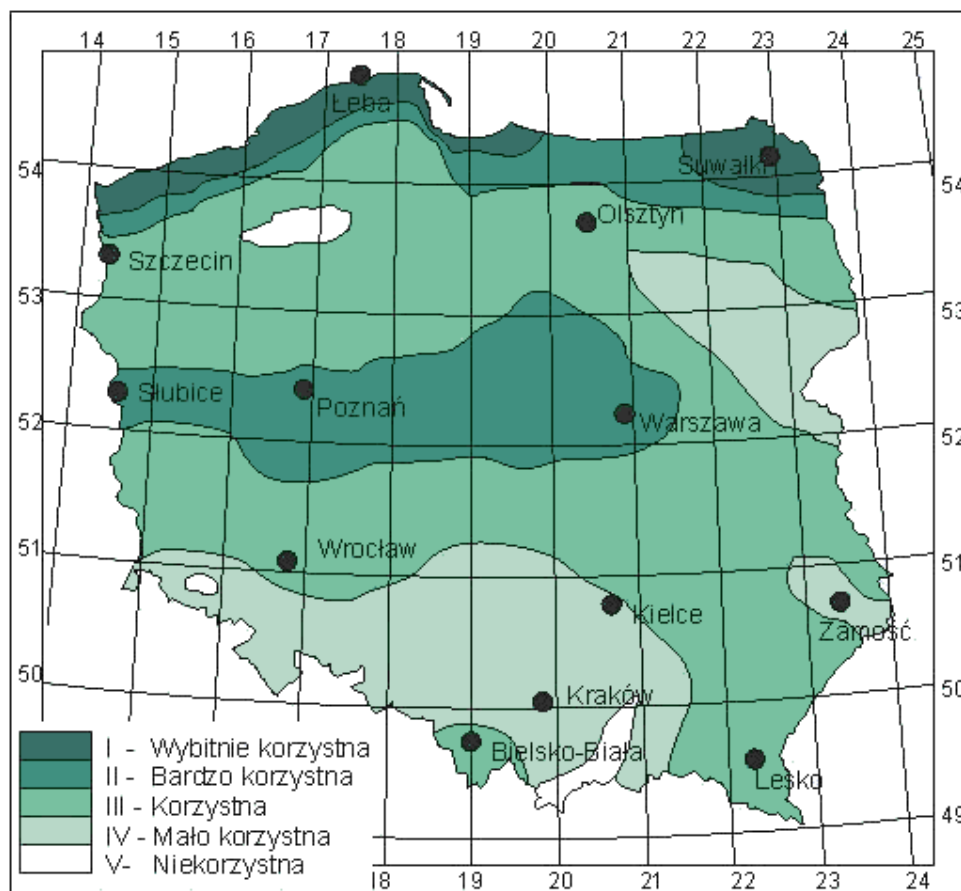 14 15 16 17 18 19 20 21 22 23 24 25
Łeba
Suwałki
54
54
Olsztyn
Szczecin
53
53
Słubice
Poznań
Warszawa
52
52
Wrocław
51
51
Kielce
Zamość
50
50
Kraków
Bielsko-Biała
Lesko
I - Wybitnie korzystna
II - Bardzo korzystna
III - Korzystna
IV - Mało korzystna
V- Niekorzystna
49
18 19 20 21 22 23 24